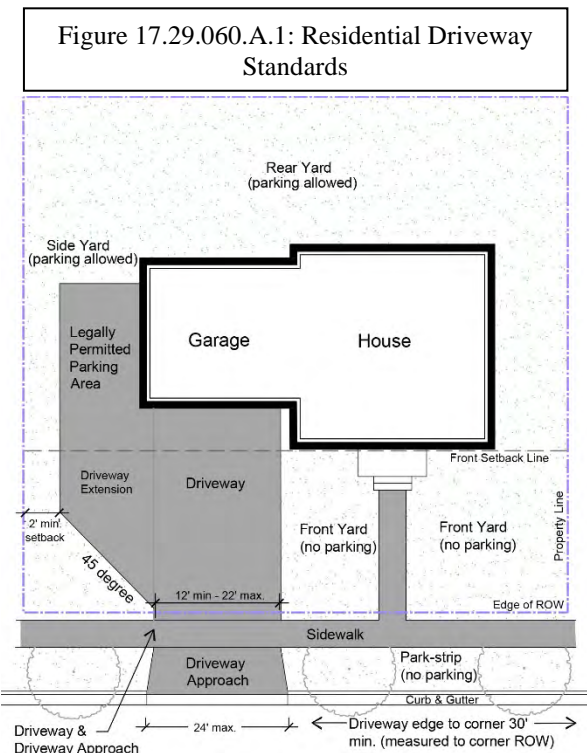 Figure 17.29.060.A.1: Residential Driveway
Standards
Rear Yard
(parking allowed)
Side Yard
(parking allowed)
Legally
Permitted
Parking
Area
Garage
House
Front Setback Line
Driveway
Extension
Driveway
2' min.
setback
45 degree
Front Yard
(no parking)
Front Yard
(no parking)
Property Line
12' min - 22' max.
Edge of ROW
Sidewalk
Driveway
Approach
Park-strip
(no parking)
Curb & Gutter
Driveway &
Driveway Approach
24' max.
Driveway edge to corner 30'
min. (measured to corner ROW)